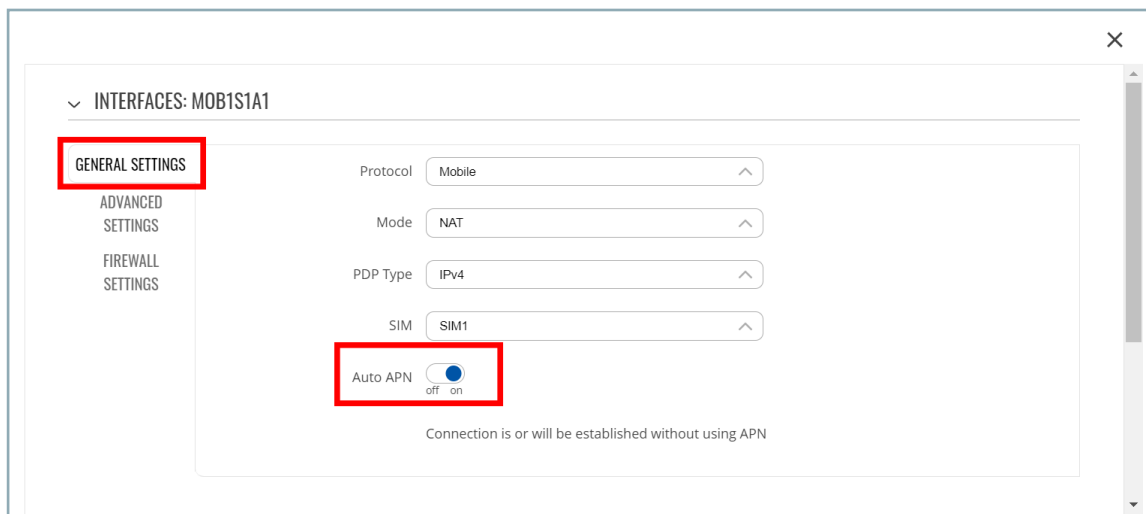 INTERFACES: MOB1S1A1
GENERAL SETTINGS
ADVANCED
SETTINGS
FIREWALL
SETTINGS
Protocol Mobile
Mode NAT
PDP Type IPv4
SIM SIM1
Auto APN
off on
Connection is or will be established without using APN